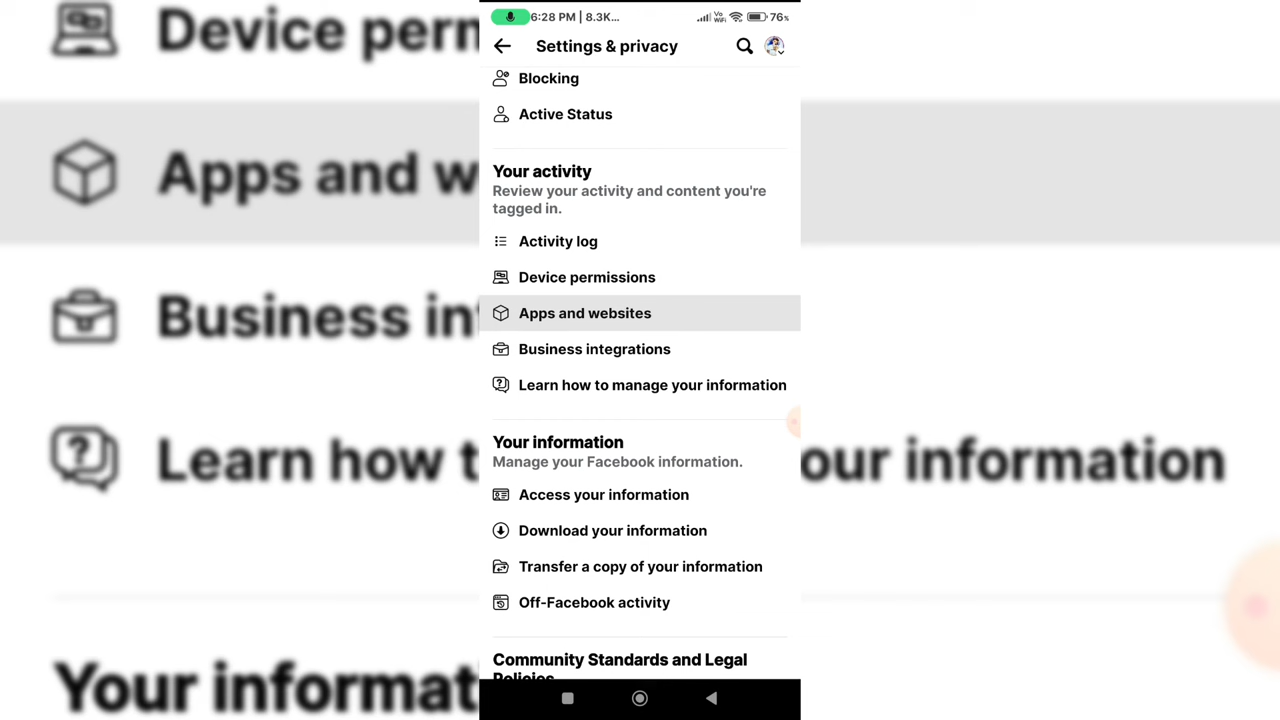 6:28 PM | 8.3K...
Vo
WiFi
76%
Settings & privacy
Blocking
Active Status
Your activity
Review your activity and content you're
tagged in.
Activity log
Device permissions
Apps and websites
Business integrations
Learn how to manage your information
Your information
Manage your Facebook information.
Access your information
Download your information
Transfer a copy of your information
Off-Facebook activity
Community Standards and Legal
Policies
Device perm
Apps and w
Business in
Learn how t
our information
Your informat